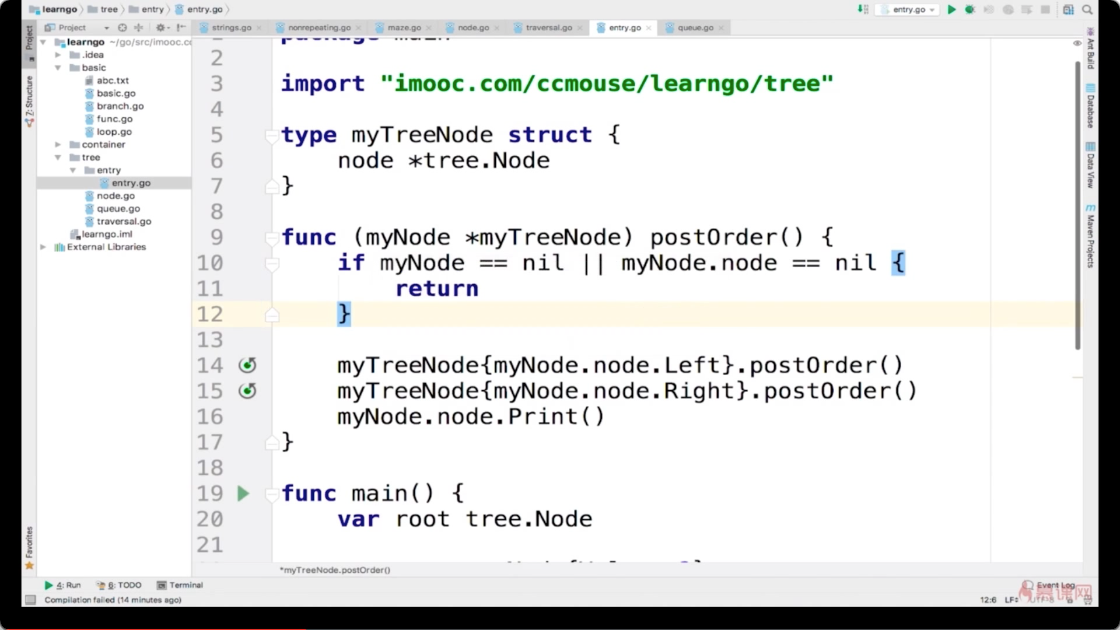 learngo tree entry entry.go
entry.go
Project
strings.go nonrepeating.go maze.go node.go traversal.go entry.go queue.go
Project
Z: Structure
Favorites
learngo ~/go/src/imooc.c
.idea
basic
abc.txt
basic.go
branch.go
func.go
loop.go
container
tree
entry
entry.go
node.go
queue.go
traversal.go
learngo.iml
External Libraries
2
3 import "imooc.com/ccmouse/learngo/tree"
4
5 type myTreeNode struct {
6 node *tree.Node
7 }
8
9 func (myNode *myTreeNode) postOrder() {
10 if myNode == nil || myNode.node == nil {
11 return
12 }
13
14 myTreeNode{myNode.node.Left}.postOrder()
15 myTreeNode{myNode.node.Right}.postOrder()
16 myNode.node.Print()
17 }
18
19 func main() {
20 var root tree.Node
21
*myTreeNode.postOrder()
Ant Build
Database
Data View
m Maven Projects
4: Run 6: TODO Terminal
Event Log
Compilation failed (14 minutes ago)
12:6 LF÷ UTF-8
慕课网